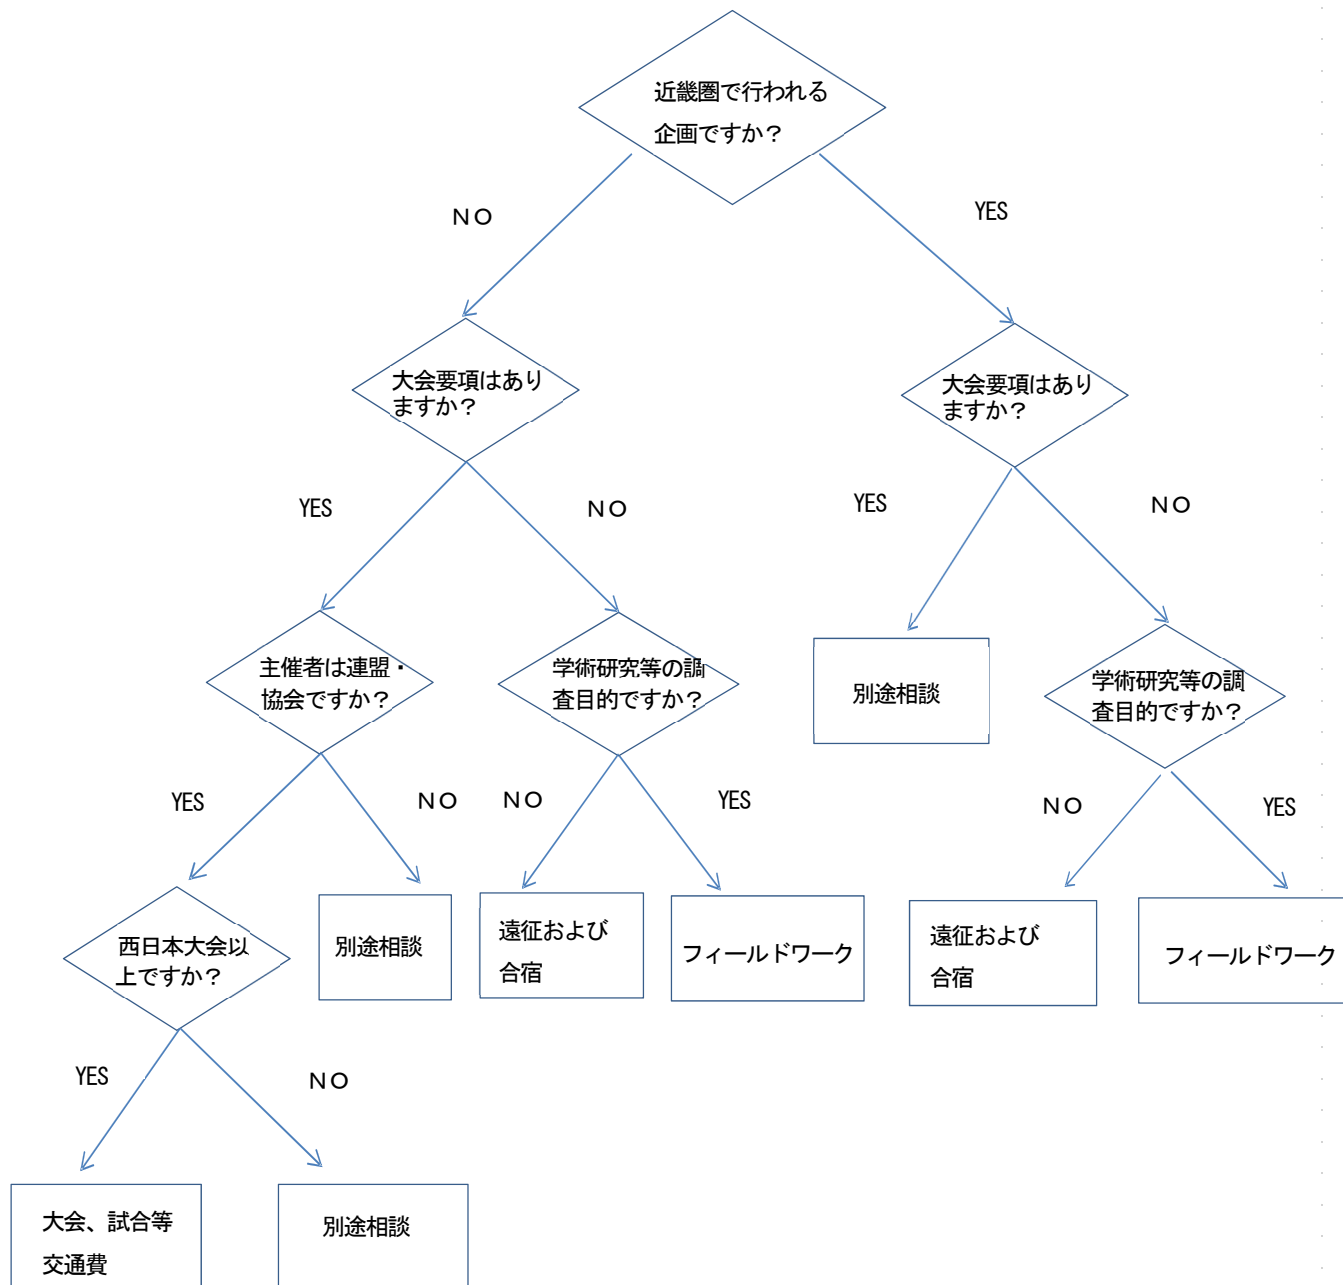 近畿圏で行われる
企画ですか？
ＮＯ
YES
大会要項はあり
ますか？
大会要項はあり
ますか？
YES
ＮＯ
YES
ＮＯ
主催者は連盟・
協会ですか？
学術研究等の調
査目的ですか？
別途相談
学術研究等の調
査目的ですか？
YES
ＮＯ
ＮＯ
YES
ＮＯ
YES
西日本大会以
上ですか？
別途相談
遠征および
合宿
フィールドワーク
遠征および
合宿
フィールドワーク
YES
ＮＯ
大会、試合等
交通費
別途相談